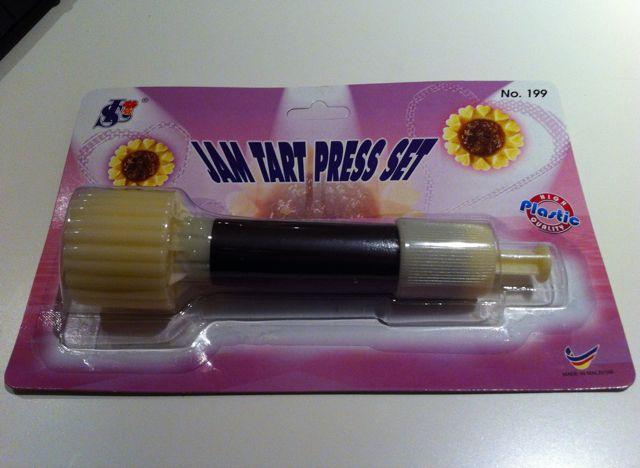 ®
No. 199
JAM TART PRESS SET
HIGH
Plastic
QUALITY
MADE IN MALAYSIA